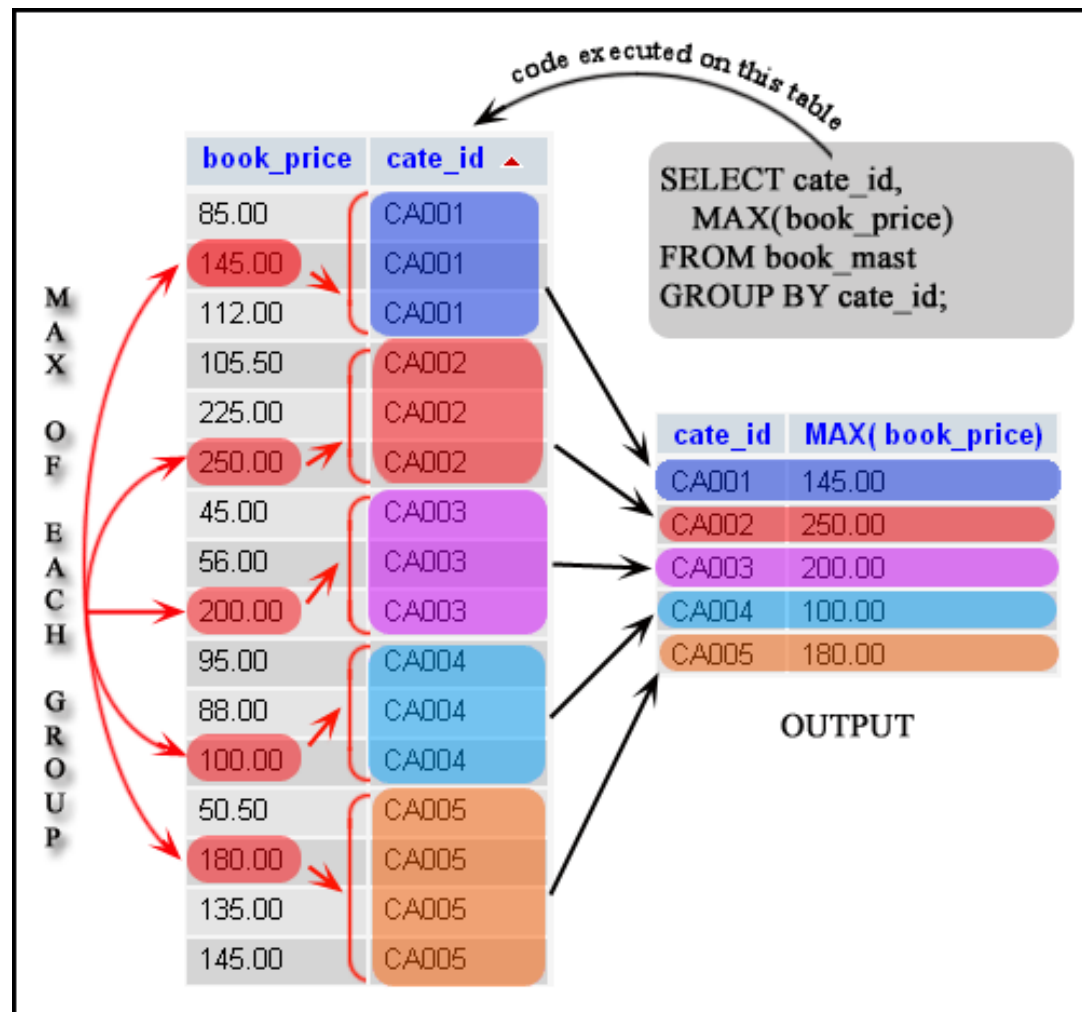 code executed on this table
book_price cate_id
85.00 CA001
145.00 CA001
112.00 CA001
105.50 CA002
225.00 CA002
250.00 CA002
45.00 CA003
56.00 CA003
200.00 CA003
95.00 CA004
88.00 CA004
100.00 CA004
50.50 CA005
180.00 CA005
135.00 CA005
145.00 CA005
MAX OF EACH GROUP
SELECT cate_id,
MAX(book_price)
FROM book_mast
GROUP BY cate_id;
cate_id MAX( book_price)
CA001 145.00
CA002 250.00
CA003 200.00
CA004 100.00
CA005 180.00
OUTPUT